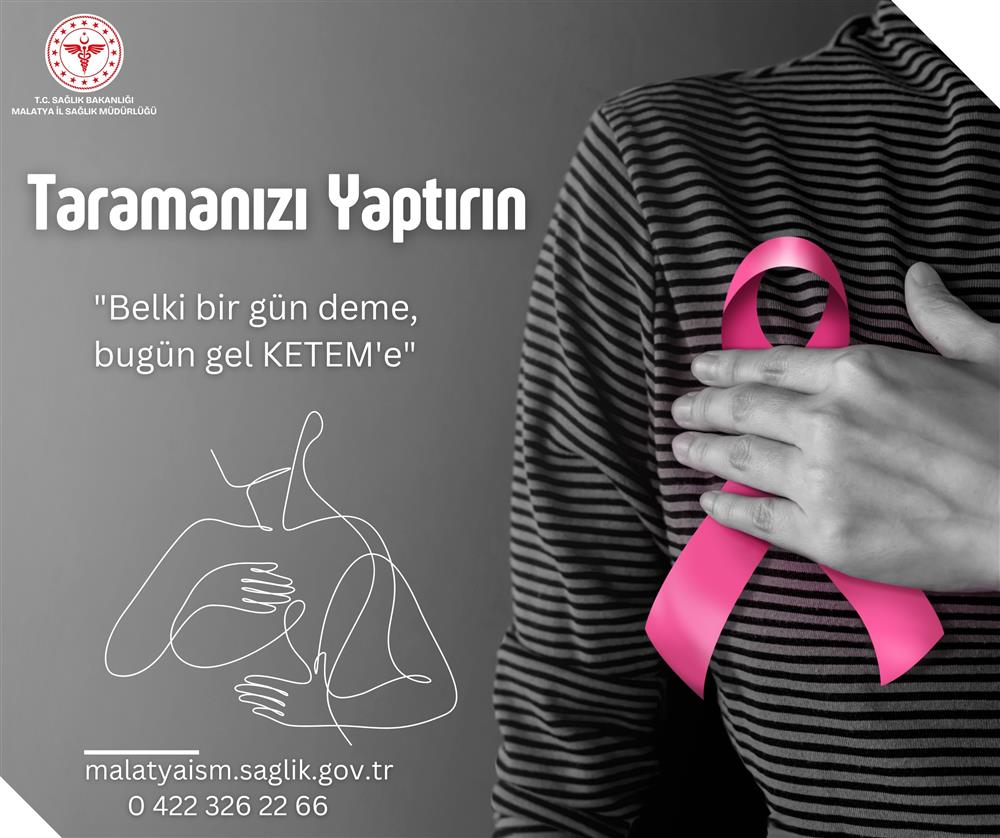 T.C. SAĞLIK BAKANLIĞI
MALATYA İL SAĞLIK MÜDÜRLÜĞÜ
Taramanızı Yaptırın
"Belki bir gün deme,
bugün gel KETEM'e"
malatyaism.saglik.gov.tr
0 422 326 22 66